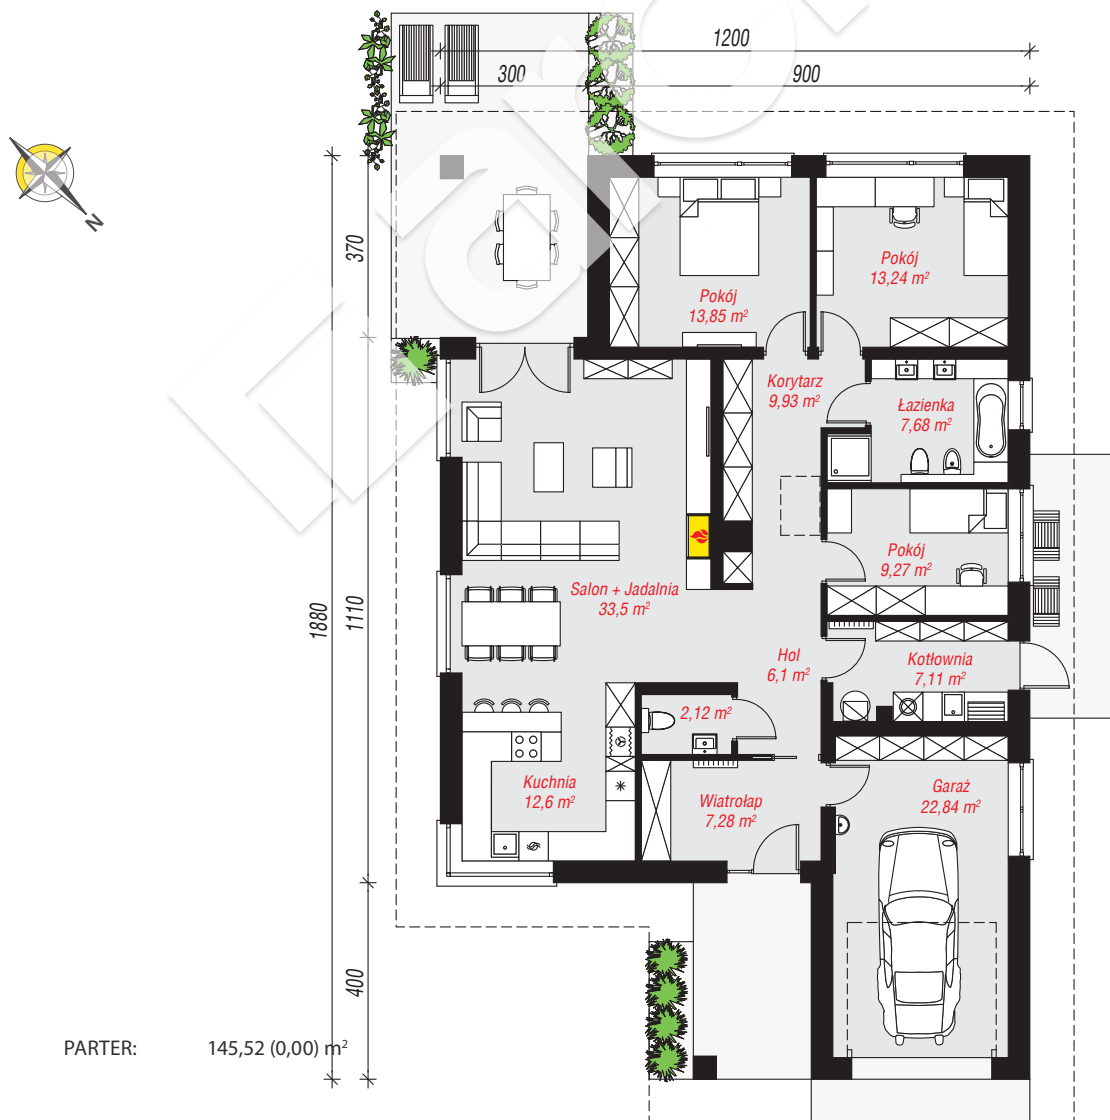 1200
300
900
N
370
Pokój
13,24 m²
Pokój
13,85 m²
Korytarz
9,93 m²
Łazienka
7,68 m²
Pokój
9,27 m²
Salon + Jadalnia
33,5 m²
1880
1110
Hol
6,1 m²
Kotłownia
7,11 m²
2,12 m²
Kuchnia
12,6 m²
Wiatrołap
7,28 m²
Garaż
22,84 m²
400
PARTER: 145,52 (0,00) m²